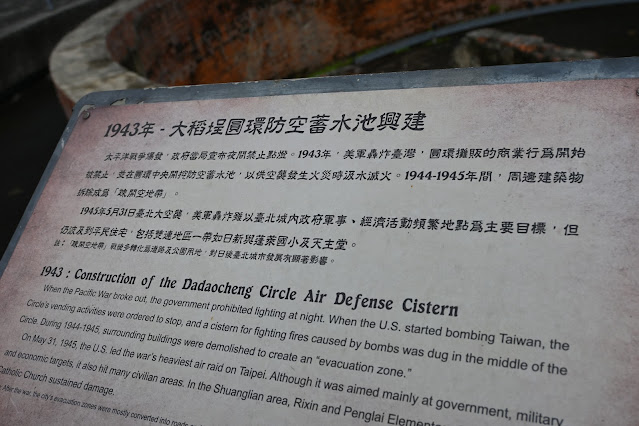 1943年 - 大稻埕圓環防空蓄水池興建
太平洋戰爭爆發，政府當局宣布夜間禁止點燈。1943年，美軍轟炸臺灣，圓環攤販的商業行為開始
被禁止，並在圓環中央開挖防空蓄水池，以供空襲發生火災時汲水滅火。1944-1945年間，周邊建築物
拆除成為「疏開空地帶」。
1945年5月31日臺北大空襲，美軍轟炸雖以臺北城內政府軍事、經濟活動頻繁地點為主要目標，但
仍波及到平民住宅，包括雙連地區一帶如日新與蓬萊國小及天主堂。
註：「疏開空地帶」戰後多轉化為道路及公園用地，對日後臺北城市發展有顯著影響。
1943 : Construction of the Dadaocheng Circle Air Defense Cistern
When the Pacific War broke out, the government prohibited lighting at night. When the U.S. started bombing Taiwan, the
Circle's vending activities were ordered to stop, and a cistern for fighting fires caused by bombs was dug in the middle of the
Circle. During 1944-1945, surrounding buildings were demolished to create an "evacuation zone."
On May 31, 1945, the U.S. led the war's heaviest air raid on Taipei. Although it was aimed mainly at government, military
and economic targets, it also hit many civilian areas. In the Shuanglian area, Rixin and Penglai Elementa
Catholic Church sustained damage.
After the war, the city's evacuation zones were mostly converted into roads